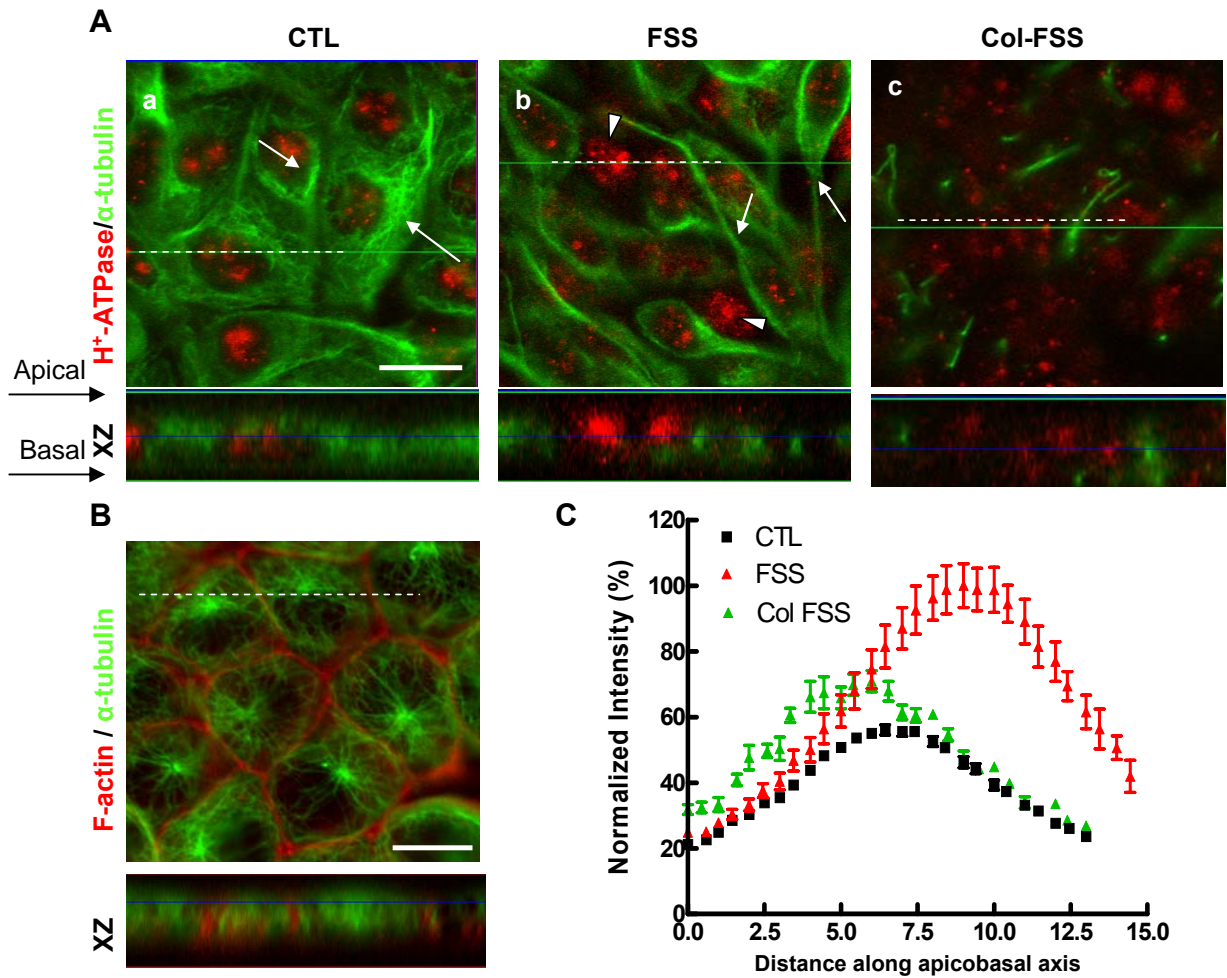 A
CTL
FSS
Col-FSS
H⁺-ATPase/α-tubulin
a
b
c
Apical
Basal
XZ
B
F-actin / α-tubulin
XZ
C
CTL
FSS
Col FSS
Normalized Intensity (%)
120
100
80
60
40
20
0
0.0 2.5 5.0 7.5 10.0 12.5 15.0
Distance along apicobasal axis